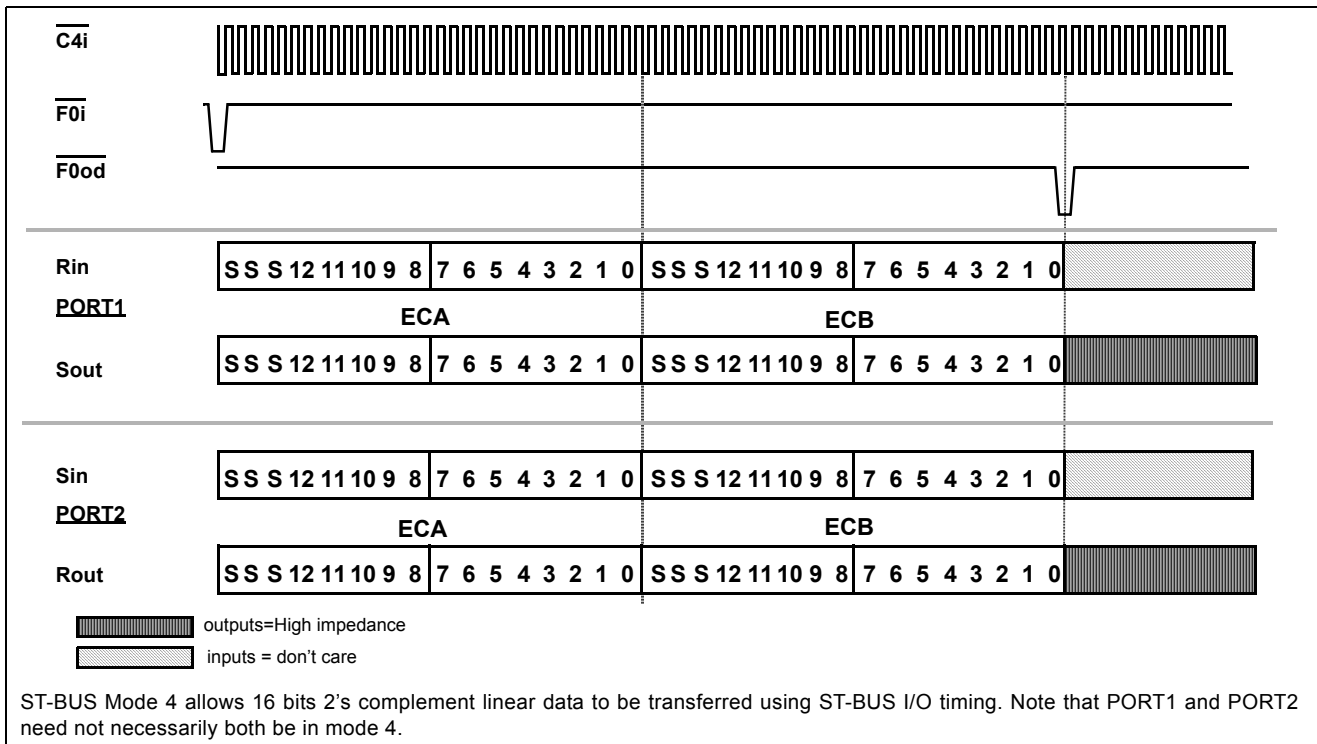 C4i
F0i
F0od
Rin
S S S 12 11 10 9 8 7 6 5 4 3 2 1 0 S S S 12 11 10 9 8 7 6 5 4 3 2 1 0
PORT1
ECA ECB
Sout
S S S 12 11 10 9 8 7 6 5 4 3 2 1 0 S S S 12 11 10 9 8 7 6 5 4 3 2 1 0
Sin
S S S 12 11 10 9 8 7 6 5 4 3 2 1 0 S S S 12 11 10 9 8 7 6 5 4 3 2 1 0
PORT2
ECA ECB
Rout
S S S 12 11 10 9 8 7 6 5 4 3 2 1 0 S S S 12 11 10 9 8 7 6 5 4 3 2 1 0
outputs=High impedance
inputs = don't care
ST-BUS Mode 4 allows 16 bits 2's complement linear data to be transferred using ST-BUS I/O timing. Note that PORT1 and PORT2
need not necessarily both be in mode 4.